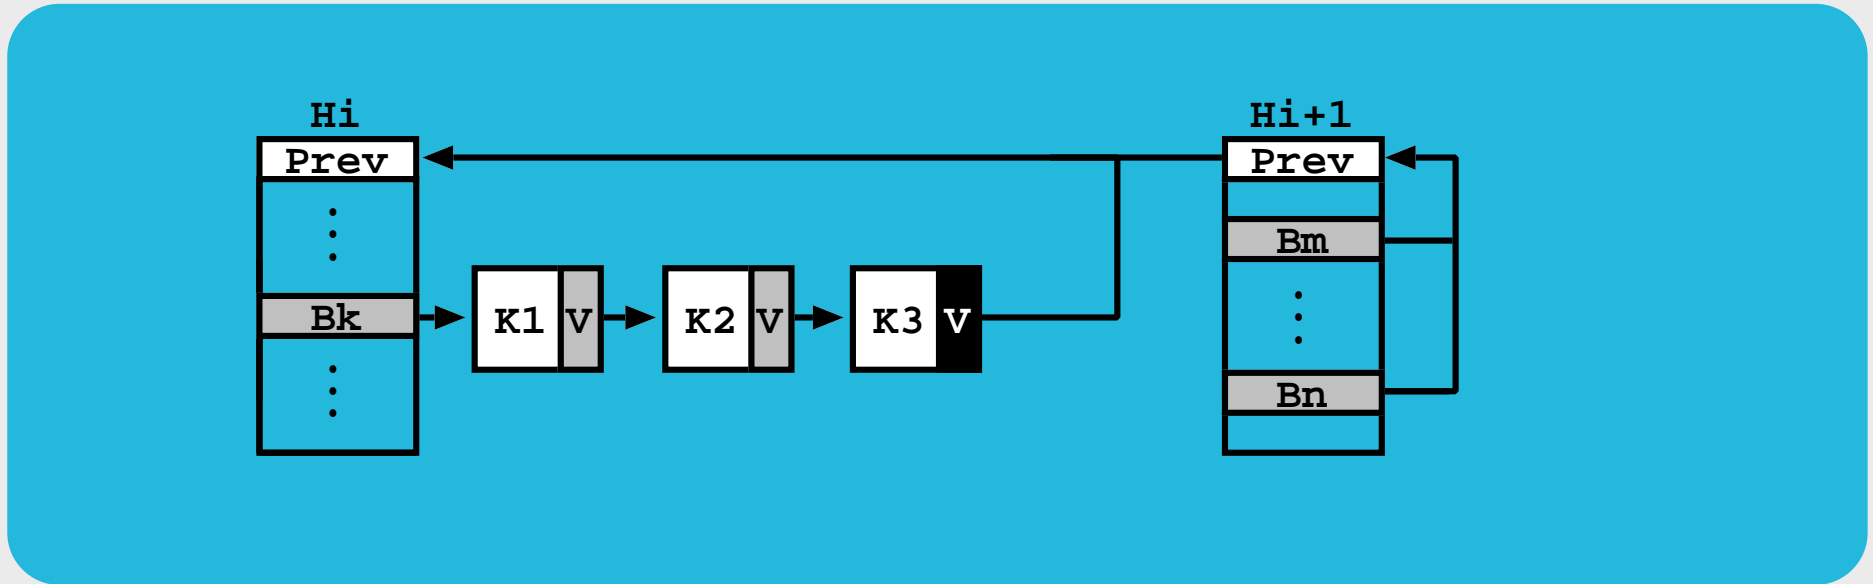 Hi
Hi+1
Prev
Prev
Bm
Bk
K1 V
K2 V
K3 V
Bn